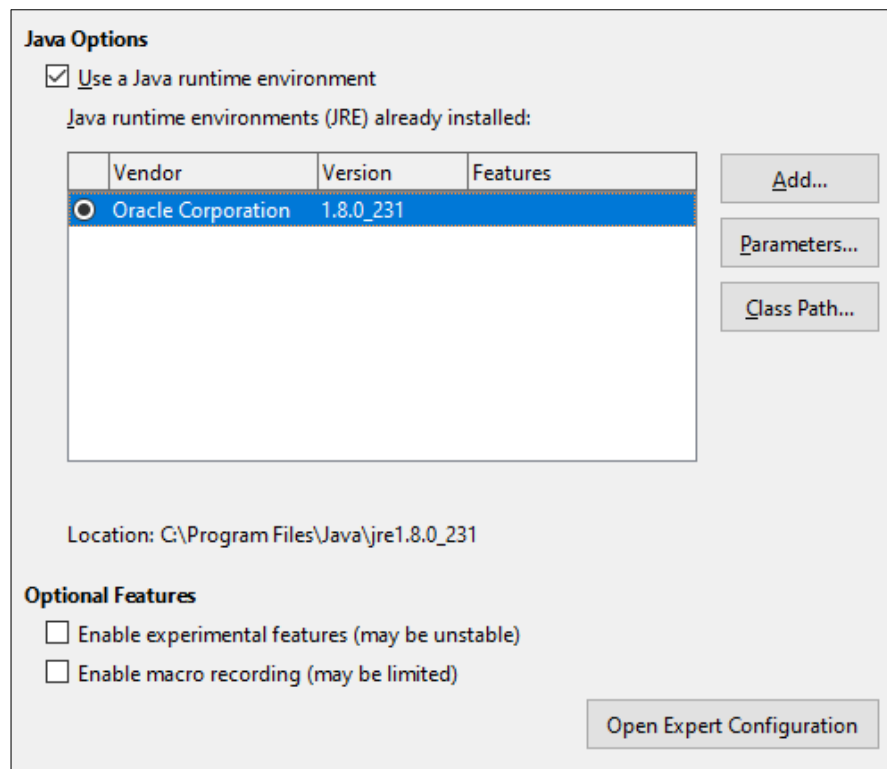 Java Options
Use a Java runtime environment
Java runtime environments (JRE) already installed:
Vendor Version Features
Add...
Oracle Corporation 1.8.0_231
Parameters...
Class Path...
Location: C:\Program Files\Java\jre1.8.0_231
Optional Features
Enable experimental features (may be unstable)
Enable macro recording (may be limited)
Open Expert Configuration